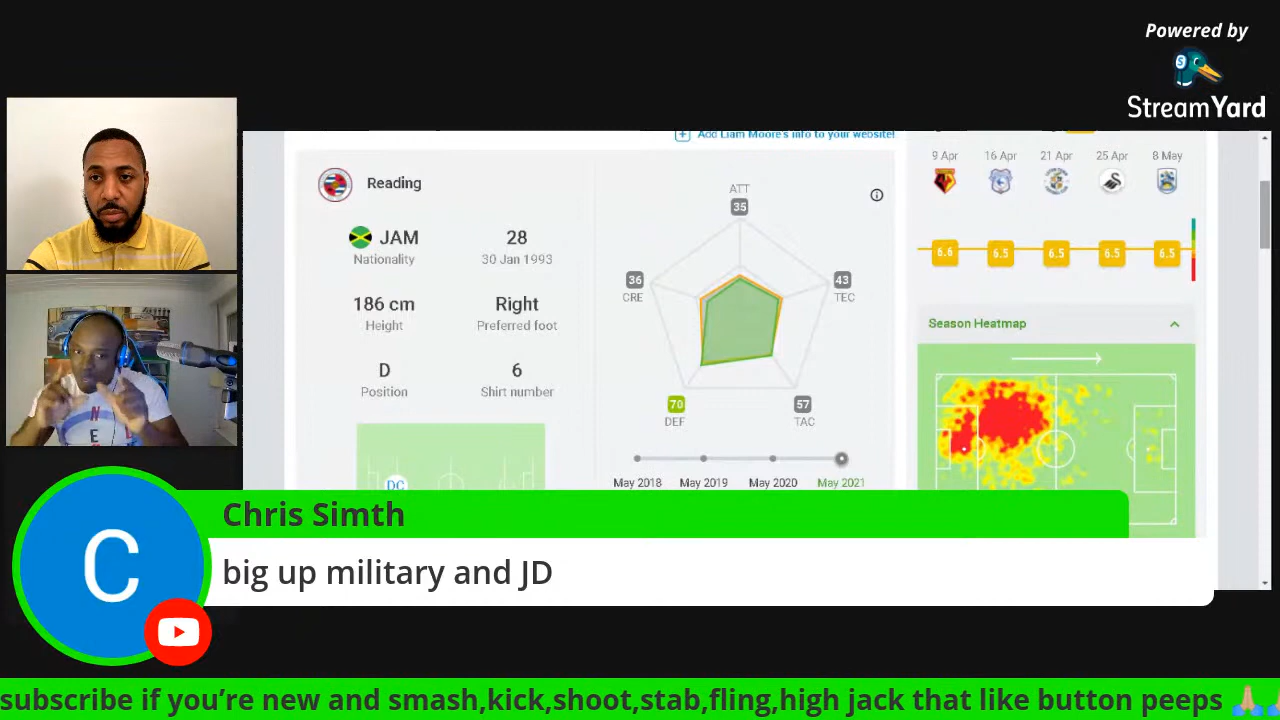 Powered by
StreamYard
Add Liam Moore's info to your website!
Reading
JAM
Nationality
28
30 Jan 1993
186 cm
Height
Right
Preferred foot
D
Position
6
Shirt number
DC
ATT
35
36
CRE
43
TEC
70
DEF
57
TAC
May 2018 May 2019 May 2020 May 2021
9 Apr 16 Apr 21 Apr 25 Apr 8 May
6.6 6.5 6.5 6.5 6.5
Season Heatmap
C
Chris Simth
big up military and JD
subscribe if you're new and smash,kick,shoot,stab,fling,high jack that like button peeps 🙏🏽